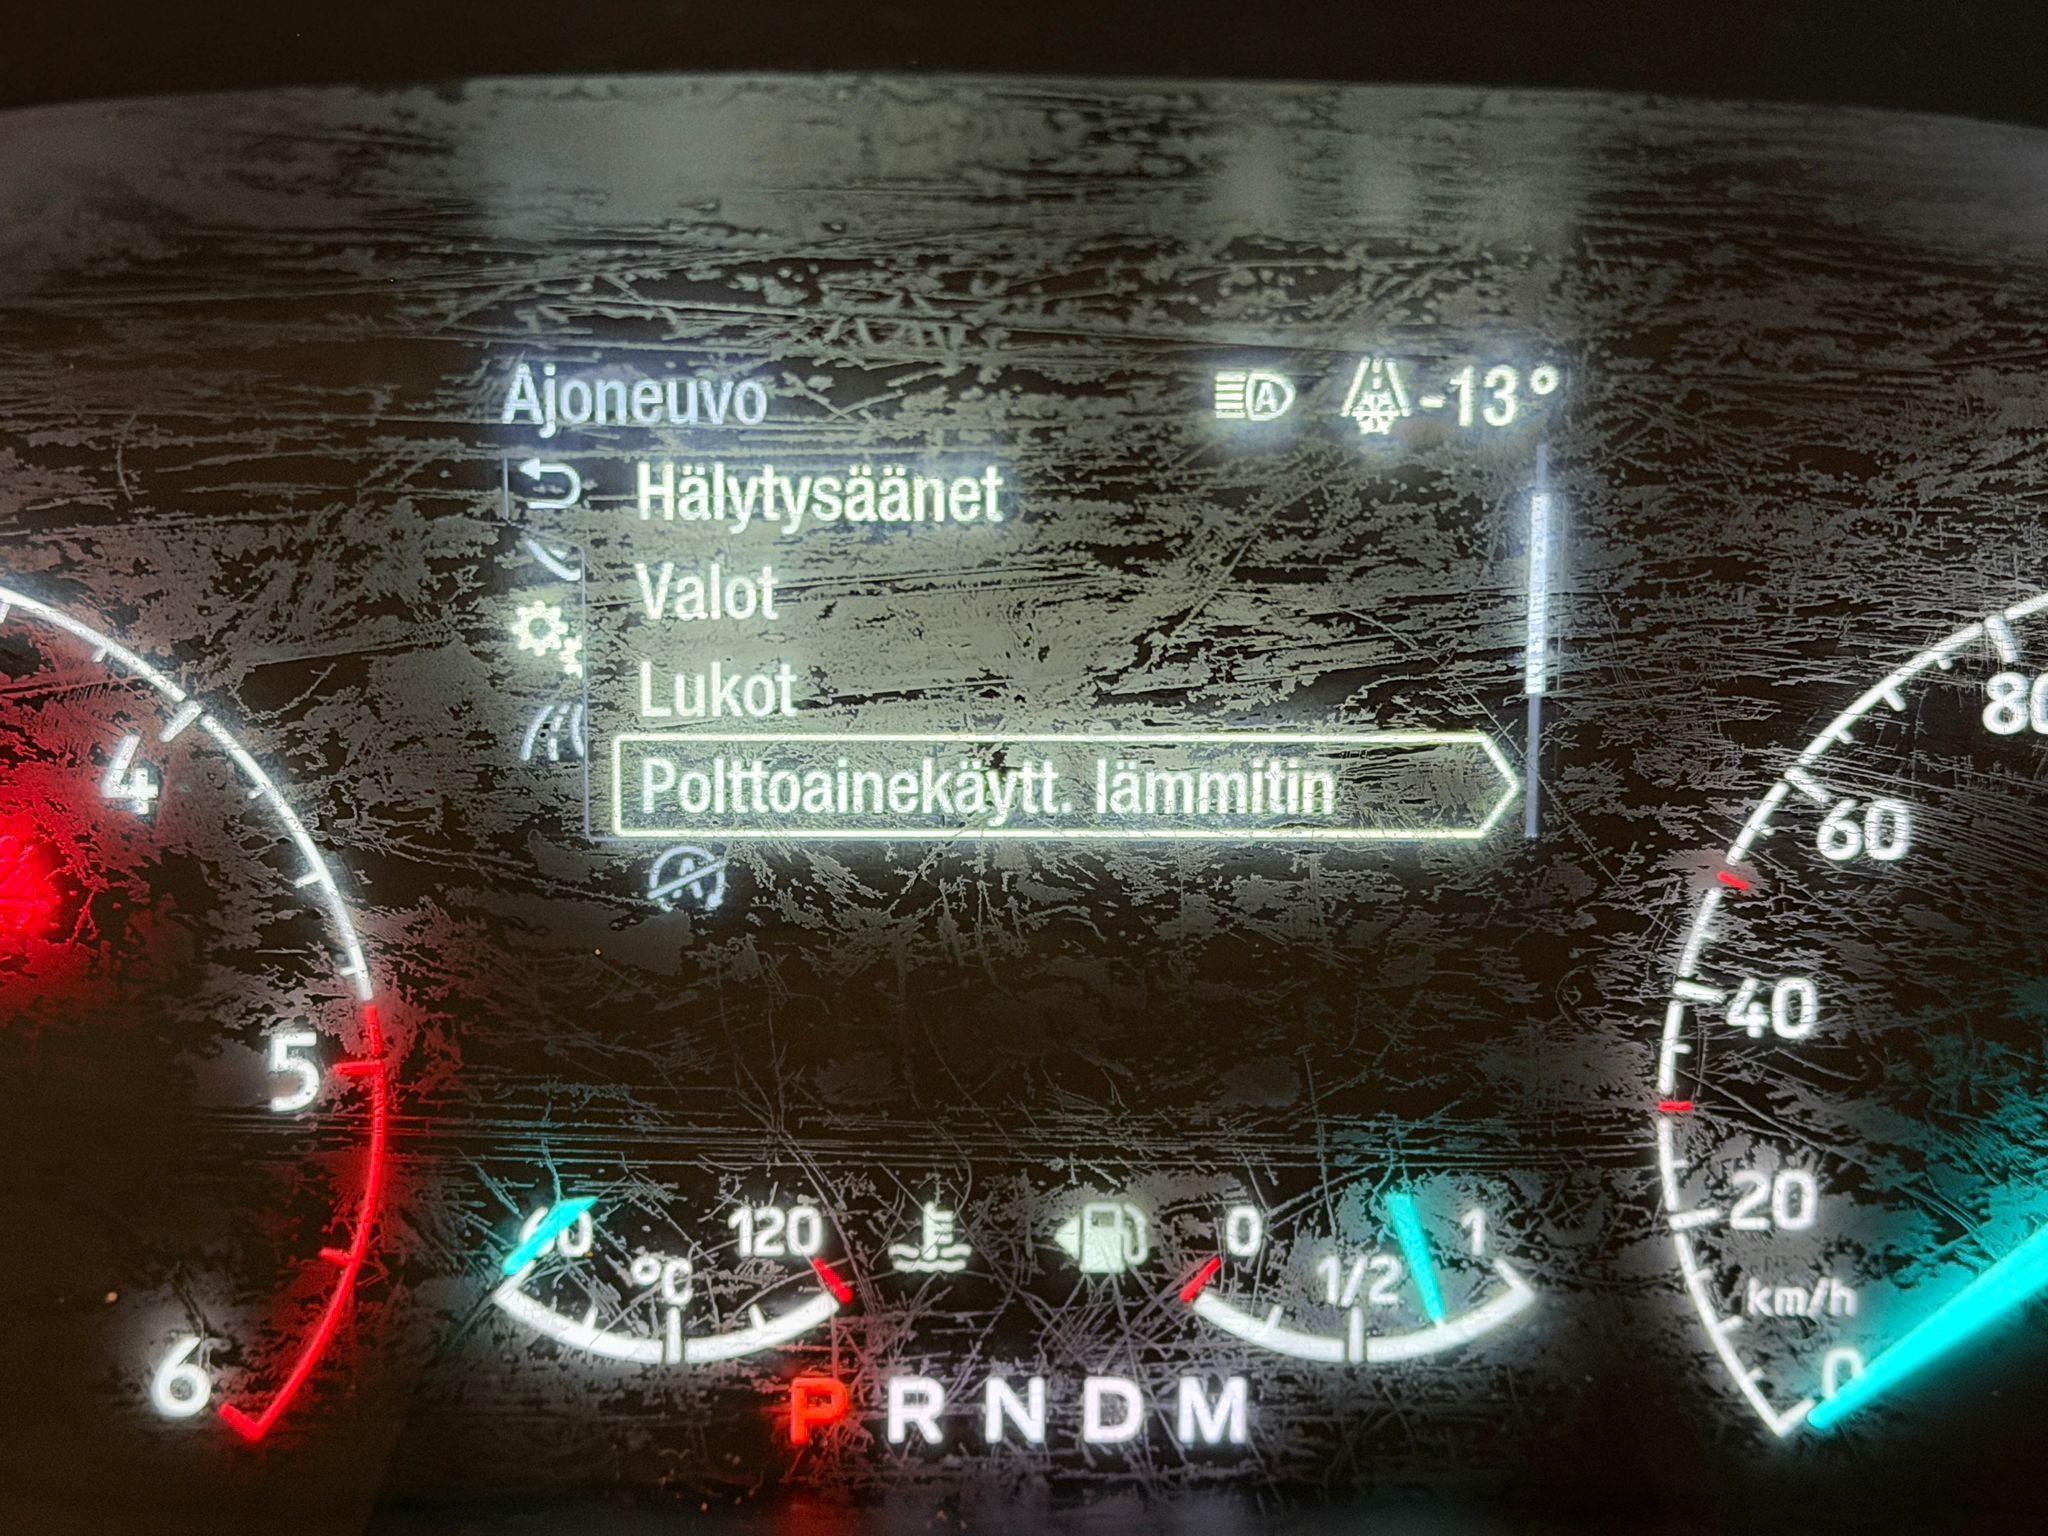 Ajoneuvo
A
-13°
Hälytysäänet
Valot
Lukot
Polttoainekäytt. lämmitin
A
4
5
6
80
60
40
20
km/h
0
60
°C
120
0
1/2
1
P R N D M